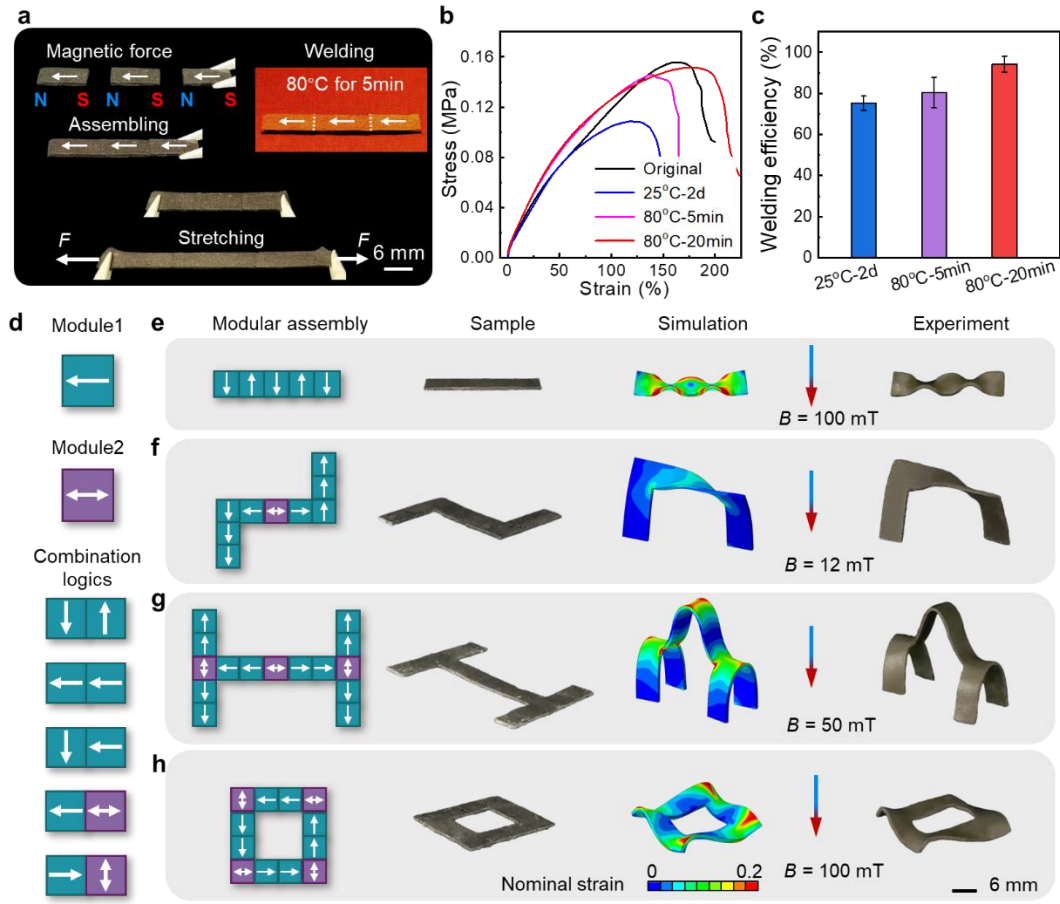 a
Magnetic force
N S N S N S
Assembling
Welding
80°C for 5min
Stretching
F F
6 mm
b
Stress (MPa)
0.16
0.12
0.08
0.04
0.00
0 50 100 150 200
Strain (%)
Original
25°C-2d
80°C-5min
80°C-20min
c
Welding efficiency (%)
100
80
60
40
20
0
25°C-2d
80°C-5min
80°C-20min
d
Module1
Module2
Combination
logics
e
Modular assembly Sample Simulation Experiment
B = 100 mT
f
B = 12 mT
g
B = 50 mT
h
B = 100 mT
0 0.2
Nominal strain
6 mm